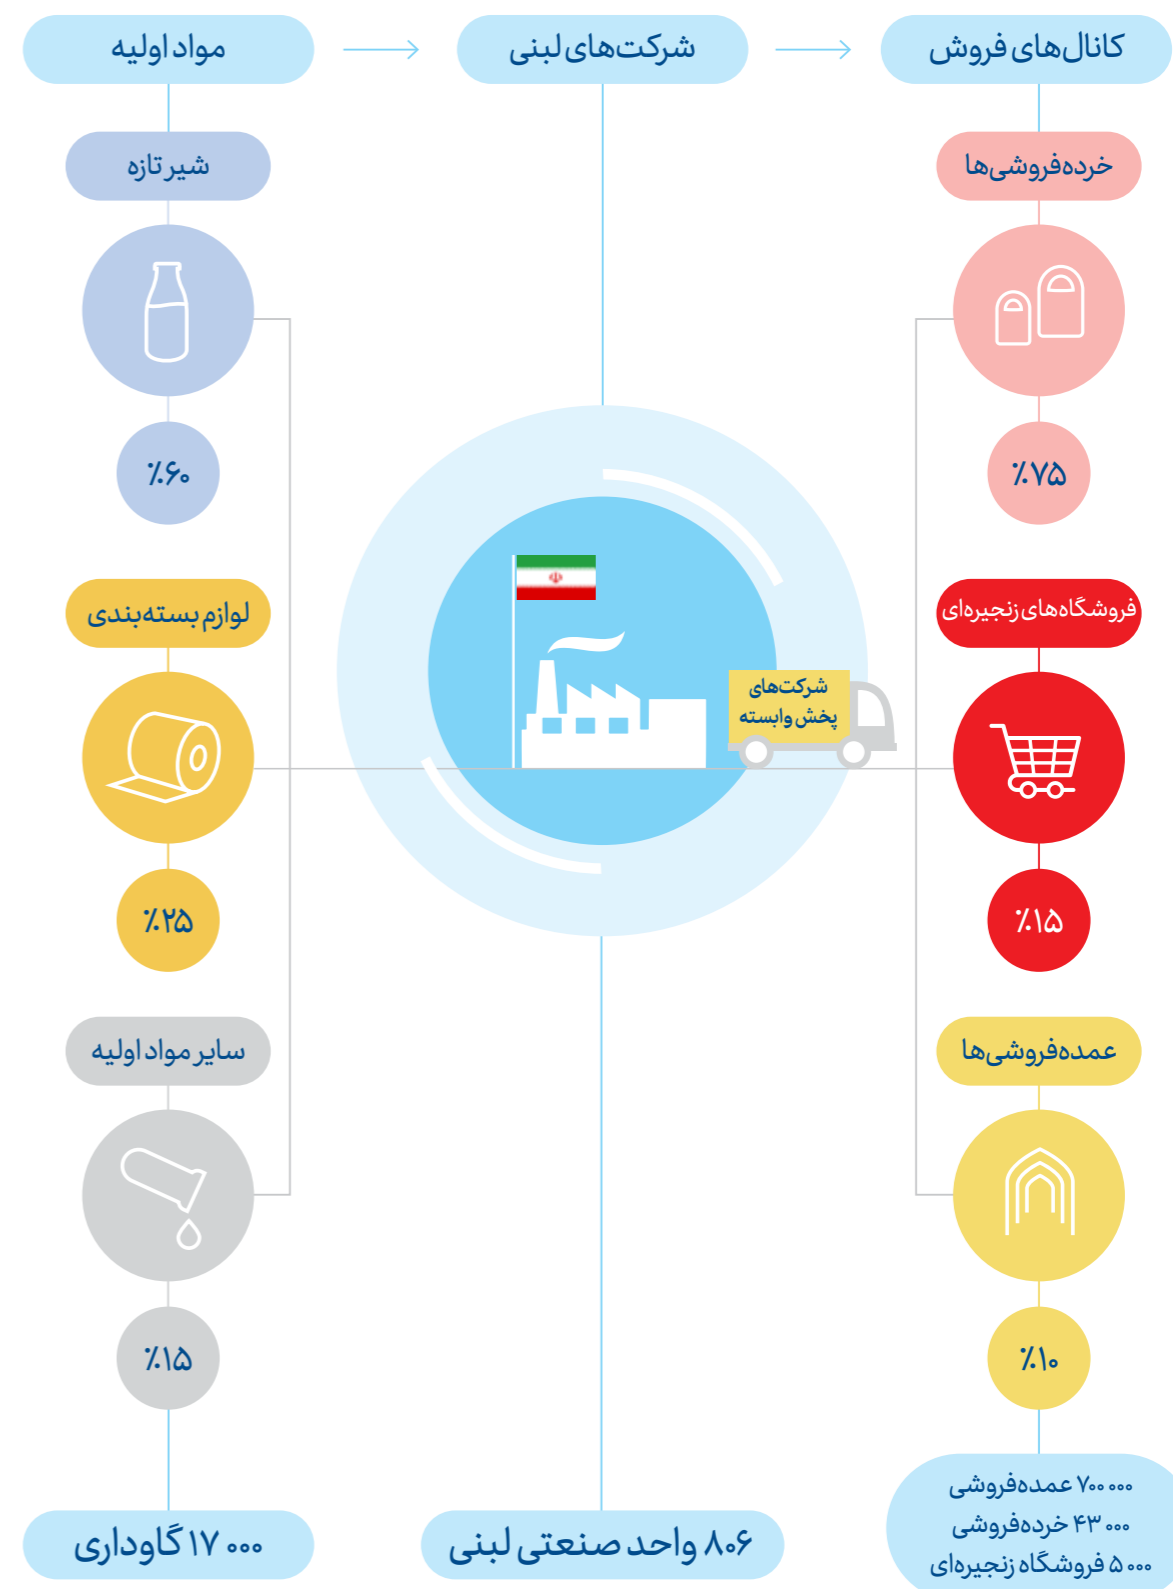 مواد اولیه
شرکت‌های لبنی
کانال‌های فروش
شیر تازه
٪۶۰
لوازم بسته‌بندی
٪۲۵
سایر مواد اولیه
٪۱۵
۱۷ ۰۰۰ گاوداری
شرکت‌های
پخش وابسته
۸۰۶ واحد صنعتی لبنی
خرده‌فروشی‌ها
٪۷۵
فروشگاه‌های زنجیره‌ای
٪۱۵
عمده‌فروشی‌ها
٪۱۰
۷۰۰ ۰۰۰ عمده‌فروشی
۴۳ ۰۰۰ خرده‌فروشی
۵ ۰۰۰ فروشگاه زنجیره‌ای